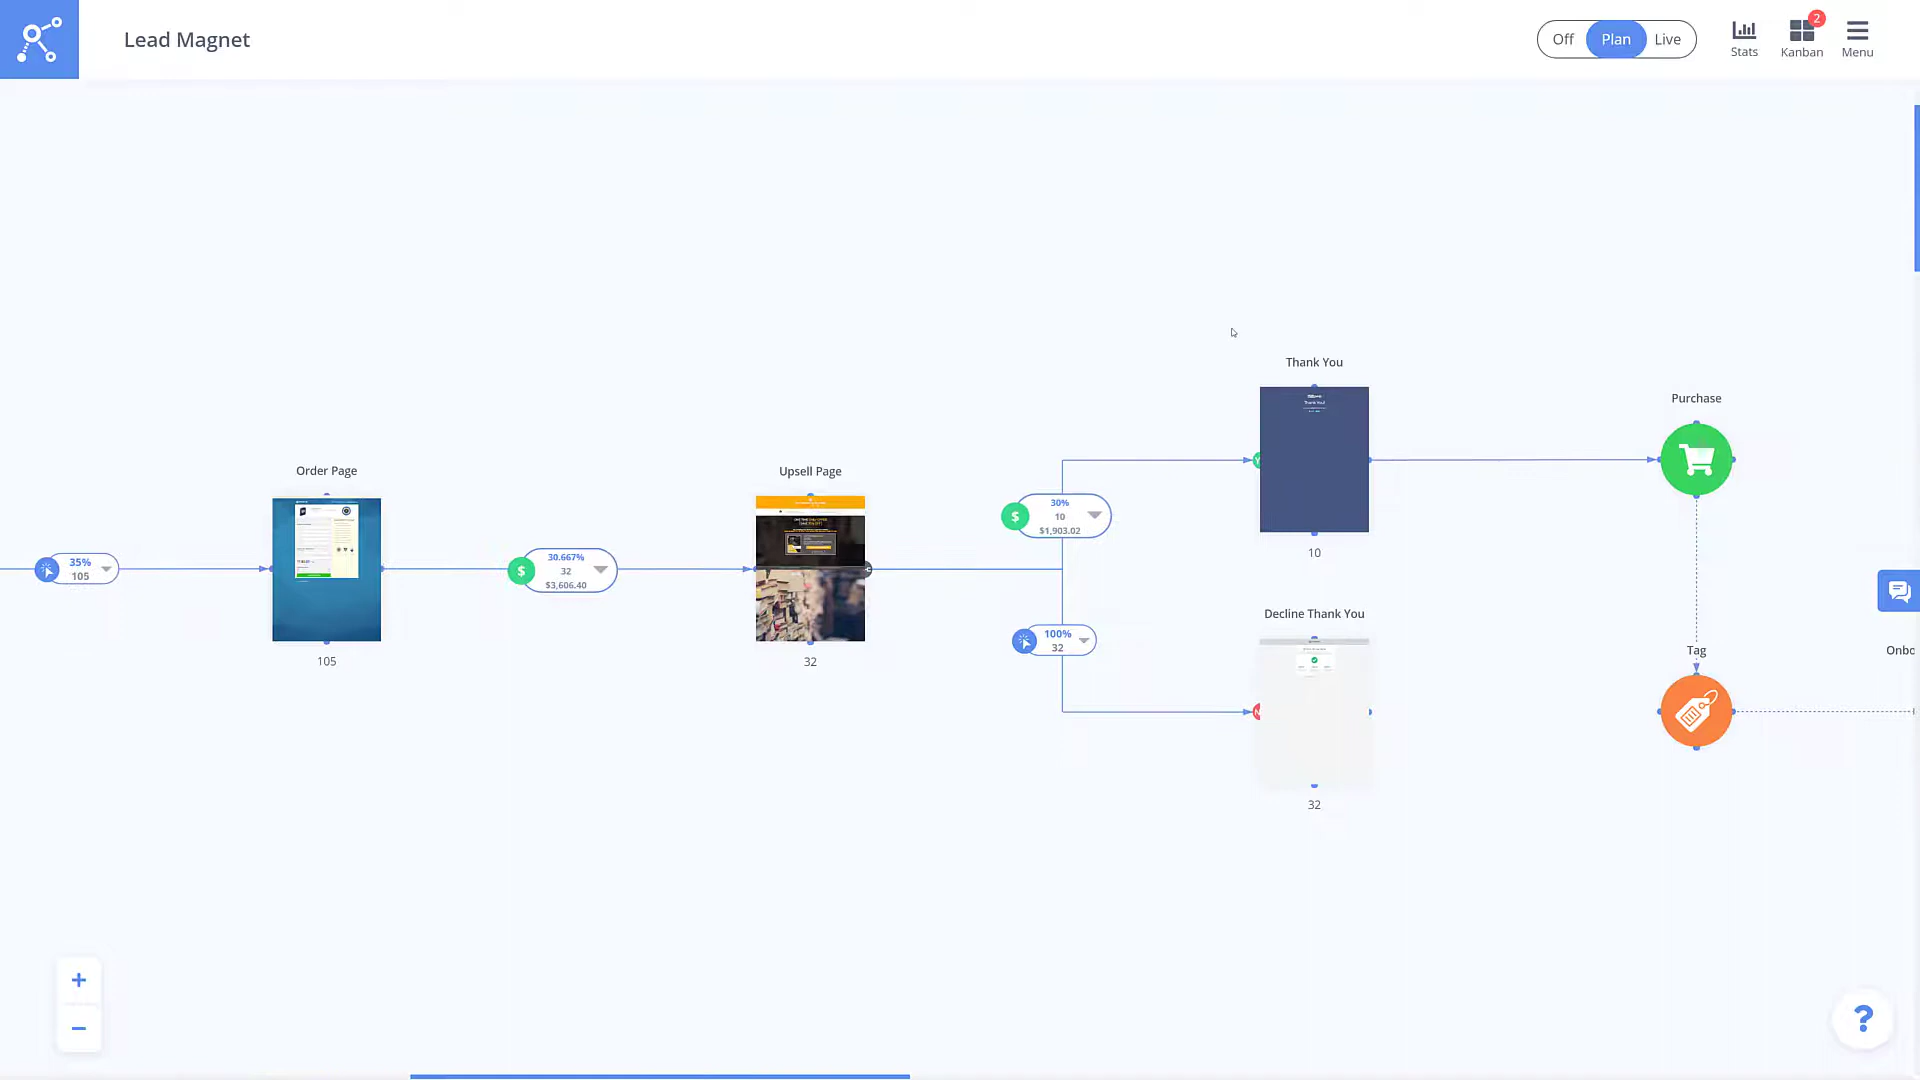 Lead Magnet
Off
Plan
Live
Stats
2
Kanban
Menu
Thank You
Purchase
Order Page
Upsell Page
30%
10
$1,903.02
10
35%
105
30.667%
32
$3,606.40
Decline Thank You
100%
32
105
32
Tag
Onbo
32
+
−
?